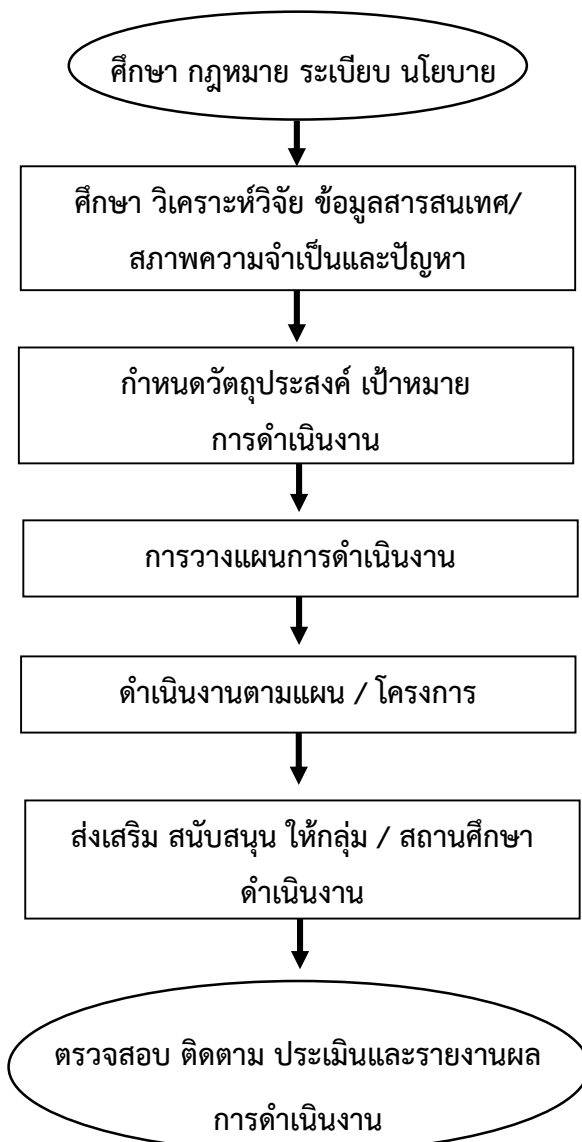 ศึกษา กฎหมาย ระเบียบ นโยบาย
ศึกษา วิเคราะห์วิจัย ข้อมูลสารสนเทศ/
สภาพความจำเป็นและปัญหา
กำหนดวัตถุประสงค์ เป้าหมาย
การดำเนินงาน
การวางแผนการดำเนินงาน
ดำเนินงานตามแผน / โครงการ
ส่งเสริม สนับสนุน ให้กลุ่ม / สถานศึกษา
ดำเนินงาน
ตรวจสอบ ติดตาม ประเมินและรายงานผล
การดำเนินงาน